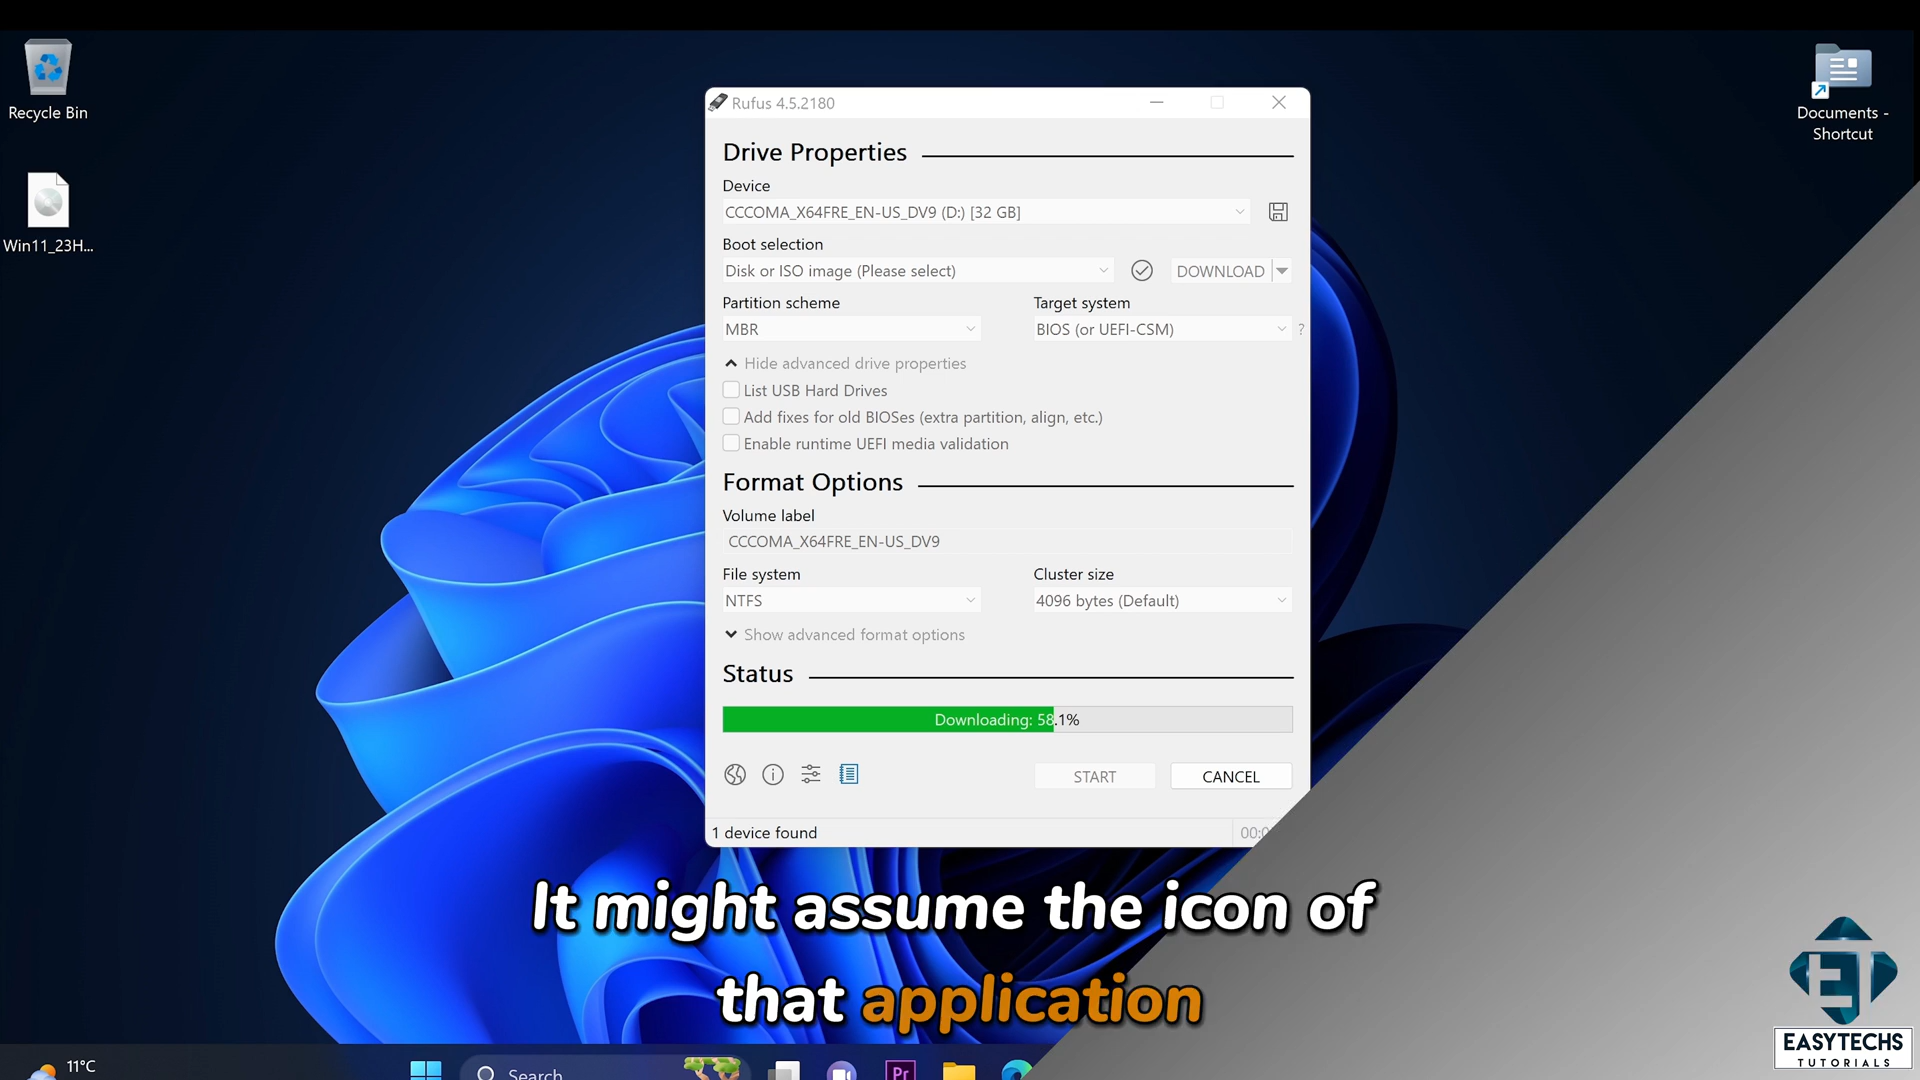 Recycle Bin
Documents -
Shortcut
Win11_23H...
Rufus 4.5.2180
Drive Properties
Device
CCCOMA_X64FRE_EN-US_DV9 (D:) [32 GB]
Boot selection
Disk or ISO image (Please select)
DOWNLOAD
Partition scheme
Target system
MBR
BIOS (or UEFI-CSM)
?
Hide advanced drive properties
List USB Hard Drives
Add fixes for old BIOSes (extra partition, align, etc.)
Enable runtime UEFI media validation
Format Options
Volume label
CCCOMA_X64FRE_EN-US_DV9
File system
Cluster size
NTFS
4096 bytes (Default)
Show advanced format options
Status
Downloading: 58.1%
START
CANCEL
1 device found
It might assume the icon of
that application
EASYTECHS
TUTORIALS
11°C
Search
Pr